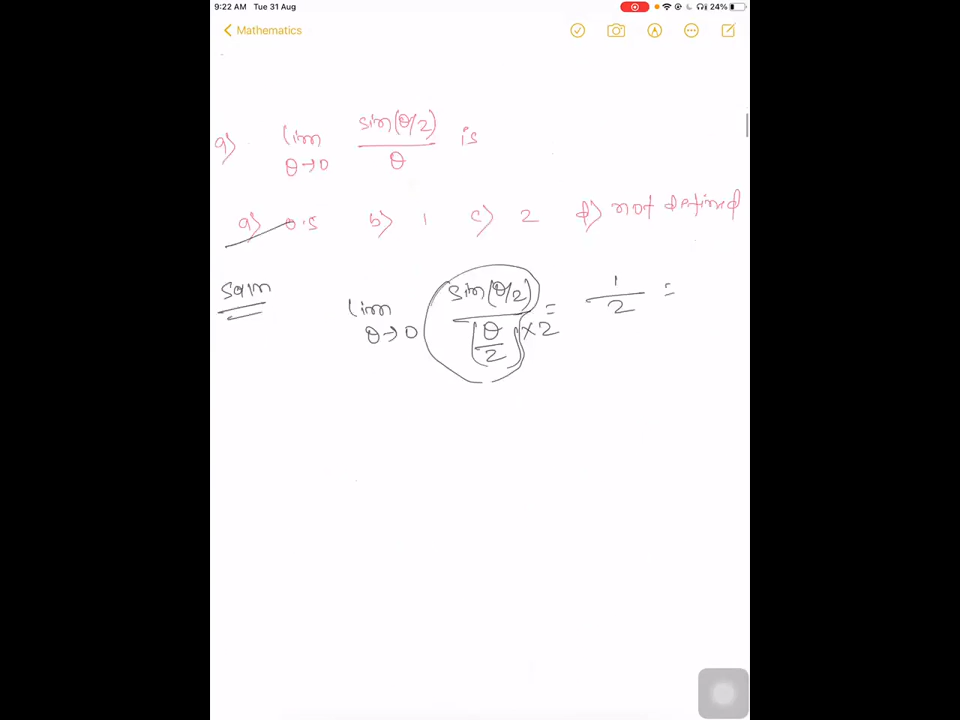 9:22 AM Tue 31 Aug 24%
Mathematics
9) lim θ→0 sin(θ/2)/θ is
a) 0.5 b) 1 c) 2 d) not defined
lim θ→0 sin(θ/2)/[θ/2]×2 = 1/2 =